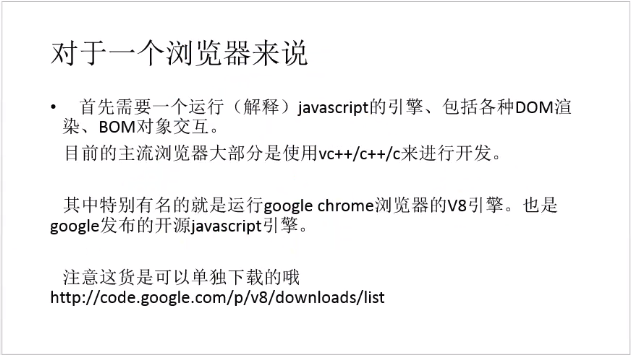 对于一个浏览器来说
• 首先需要一个运行（解释）javascript的引擎、包括各种DOM渲
染、BOM对象交互。
目前的主流浏览器大部分是使用vc++/c++/c来进行开发。
其中特别有名的就是运行google chrome浏览器的V8引擎。也是
google发布的开源javascript引擎。
注意这货是可以单独下载的哦
http://code.google.com/p/v8/downloads/list